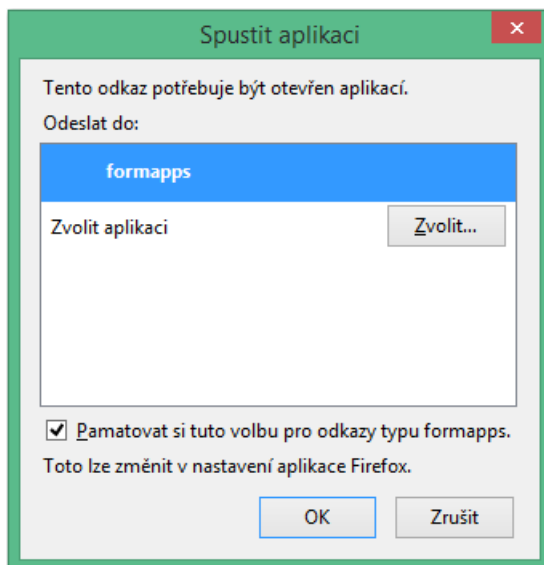 Spustit aplikaci
Tento odkaz potřebuje být otevřen aplikací.
Odeslat do:
formapps
Zvolit aplikaci
Zvolit...
Pamatovat si tuto volbu pro odkazy typu formapps.
Toto lze změnit v nastavení aplikace Firefox.
OK
Zrušit